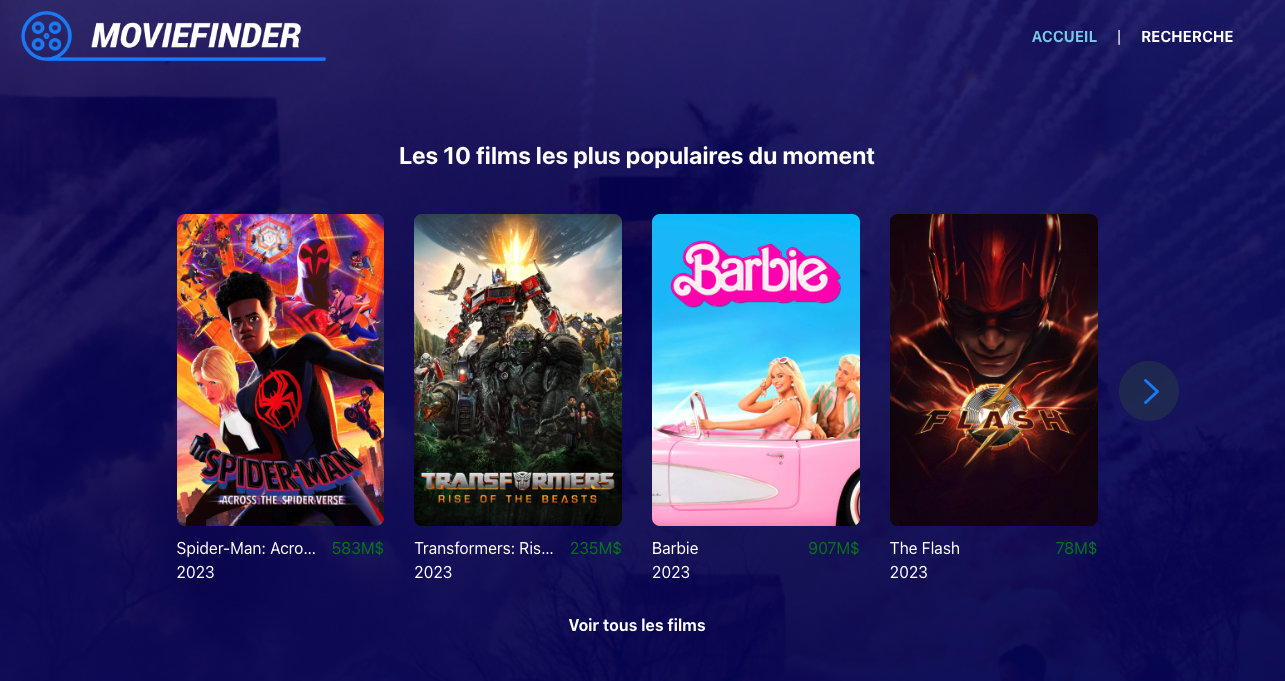 MOVIEFINDER
ACCUEIL | RECHERCHE
Les 10 films les plus populaires du moment
SPIDER-MAN
ACROSS THE SPIDER-VERSE
TRANSFORMERS
RISE OF THE BEASTS
Barbie
FLASH
Spider-Man: Acro... 583M$
2023
Transformers: Ris... 235M$
2023
Barbie 907M$
2023
The Flash 78M$
2023
Voir tous les films